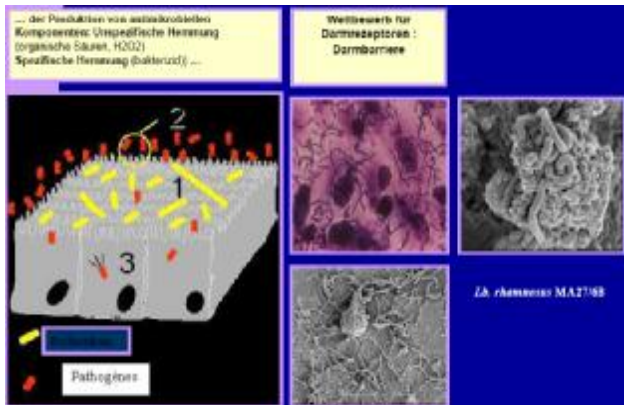 ... der Produktion von antimikrobiellen
Komponenten: Unspezifische Hemmung
(organische Säuren, H2O2)
Spezifische Hemmung (bakterizid) ...
Wettbewerb für
Darmrezeptoren :
Darmbarriere
2
1
3
Pathogènes
Lb. rhamnosus MA27/6B